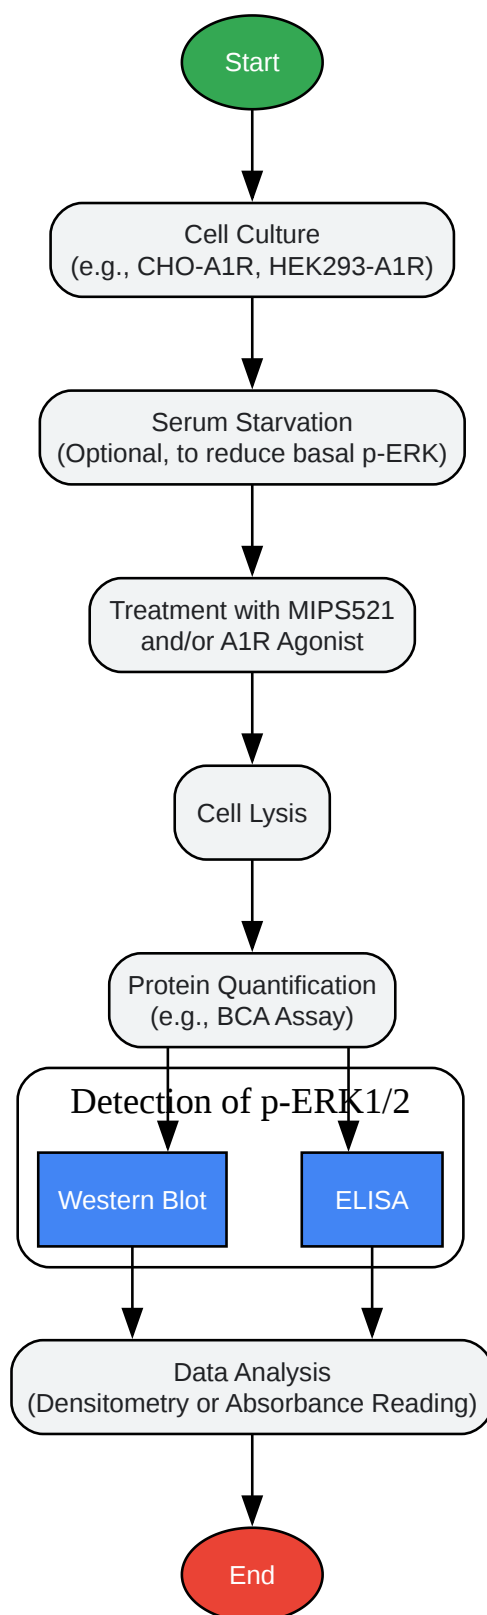 Start
Cell Culture
(e.g., CHO-A1R, HEK293-A1R)
Serum Starvation
(Optional, to reduce basal p-ERK)
Treatment with MIPS521
and/or A1R Agonist
Cell Lysis
Protein Quantification
(e.g., BCA Assay)
Detection of p-ERK1/2
Western Blot
ELISA
Data Analysis
(Densitometry or Absorbance Reading)
End